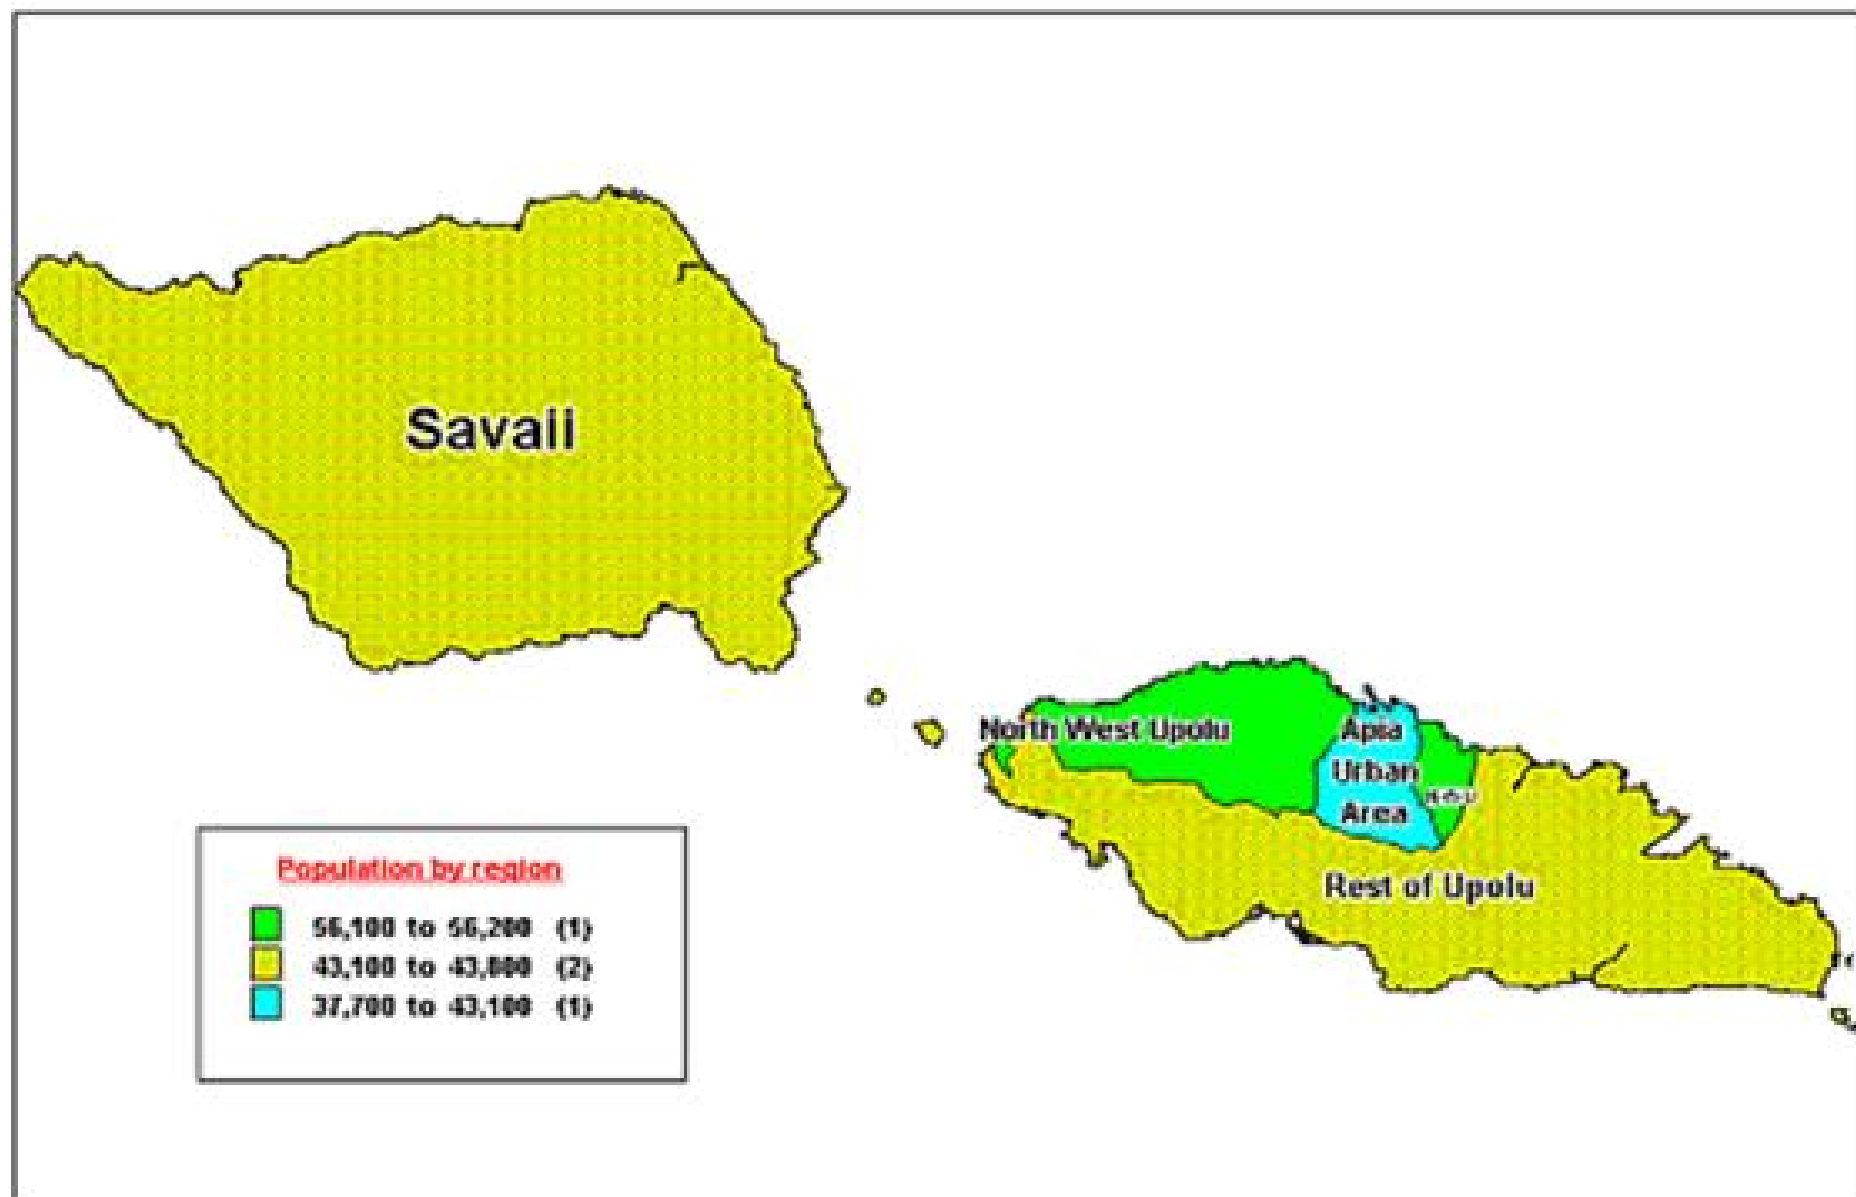 Savaii
North West Upolu
Apia
Urban
Area
Rest of Upolu
Population by region
56,100 to 56,200 (1)
43,100 to 43,800 (2)
37,700 to 43,100 (1)